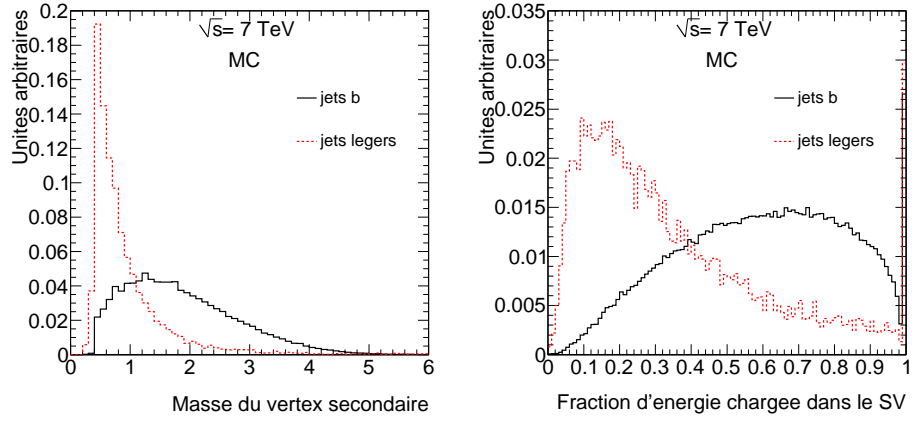 Unites arbitraires
0.2
0.18
0.16
0.14
0.12
0.1
0.08
0.06
0.04
0.02
0
√s= 7 TeV
MC
jets b
jets legers
0 1 2 3 4 5 6
Masse du vertex secondaire
Unites arbitraires
0.035
0.03
0.025
0.02
0.015
0.01
0.005
0
√s= 7 TeV
MC
jets b
jets legers
0 0.1 0.2 0.3 0.4 0.5 0.6 0.7 0.8 0.9 1
Fraction d'energie chargee dans le SV